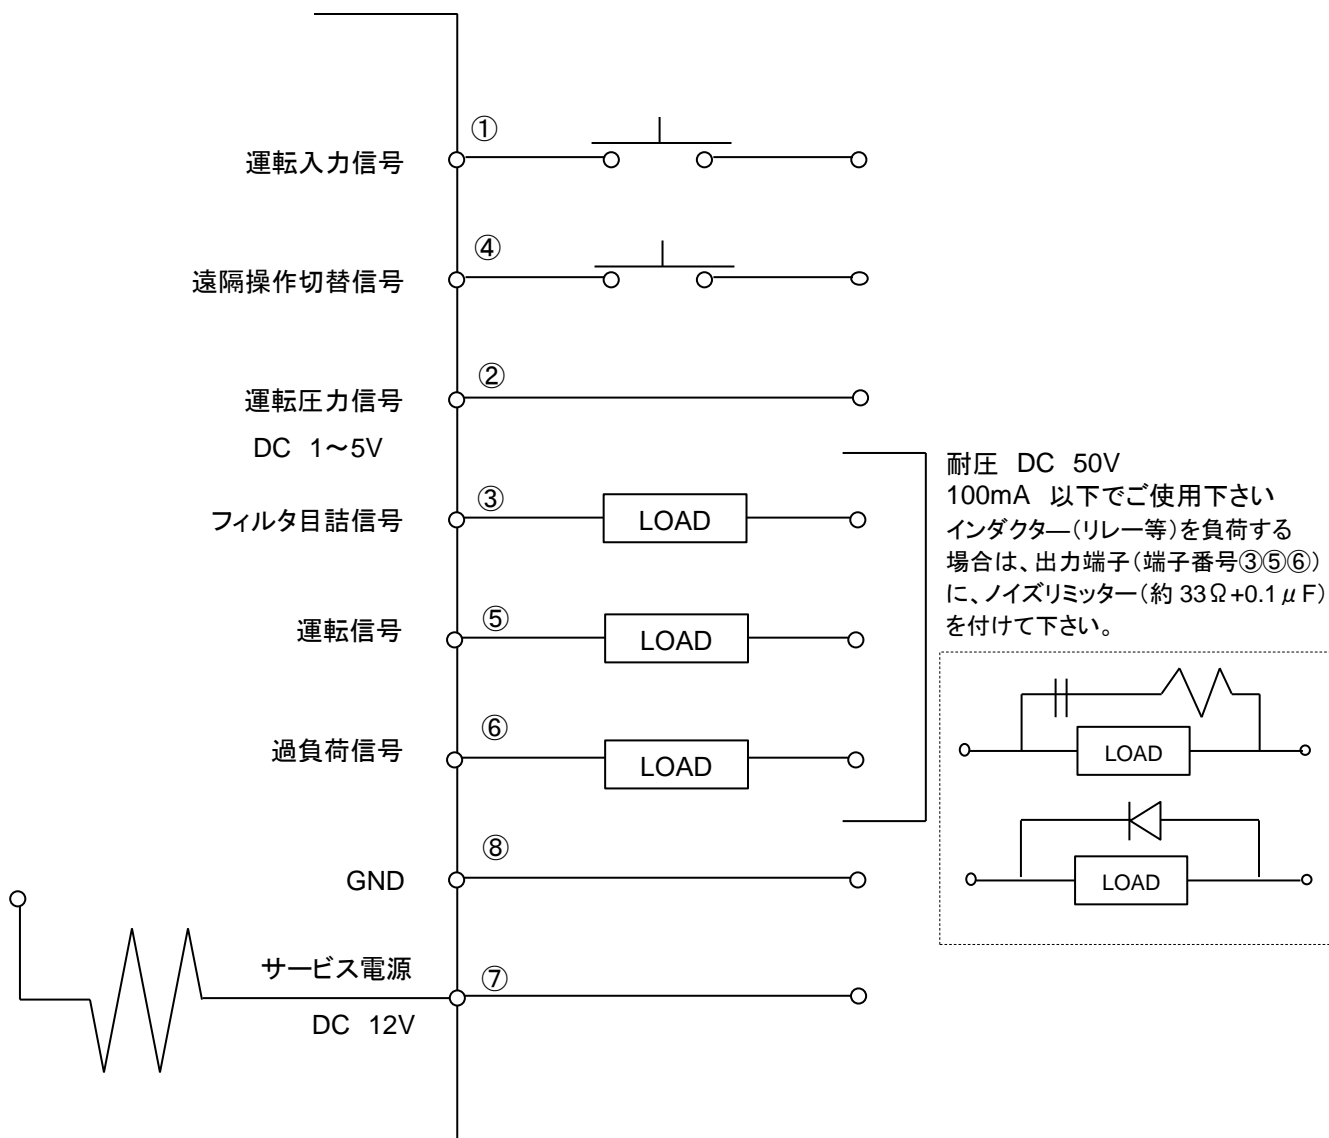 ①
運転入力信号
④
遠隔操作切替信号
②
運転圧力信号
DC 1～5V
③
フィルタ目詰信号
LOAD
⑤
運転信号
LOAD
⑥
過負荷信号
LOAD
⑧
GND
サービス電源
⑦
DC 12V
耐圧 DC 50V
100mA 以下でご使用下さい
インダクタ―（リレー等）を負荷する
場合は、出力端子（端子番号③⑤⑥）
に、ノイズリミッター（約 33Ω+0.1μF）
を付けて下さい。
LOAD
LOAD